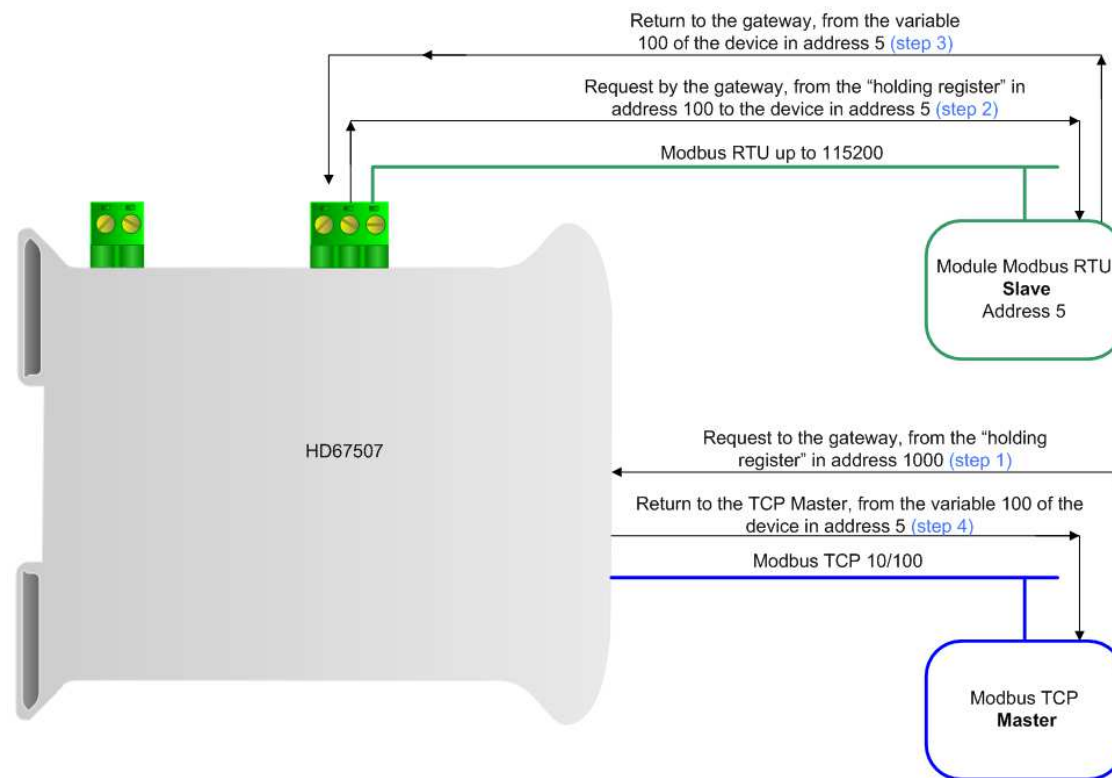 Return to the gateway, from the variable
100 of the device in address 5 (step 3)
Request by the gateway, from the “holding register” in
address 100 to the device in address 5 (step 2)
Modbus RTU up to 115200
Module Modbus RTU
Slave
Address 5
HD67507
Request to the gateway, from the “holding
register” in address 1000 (step 1)
Return to the TCP Master, from the variable 100 of the
device in address 5 (step 4)
Modbus TCP 10/100
Modbus TCP
Master